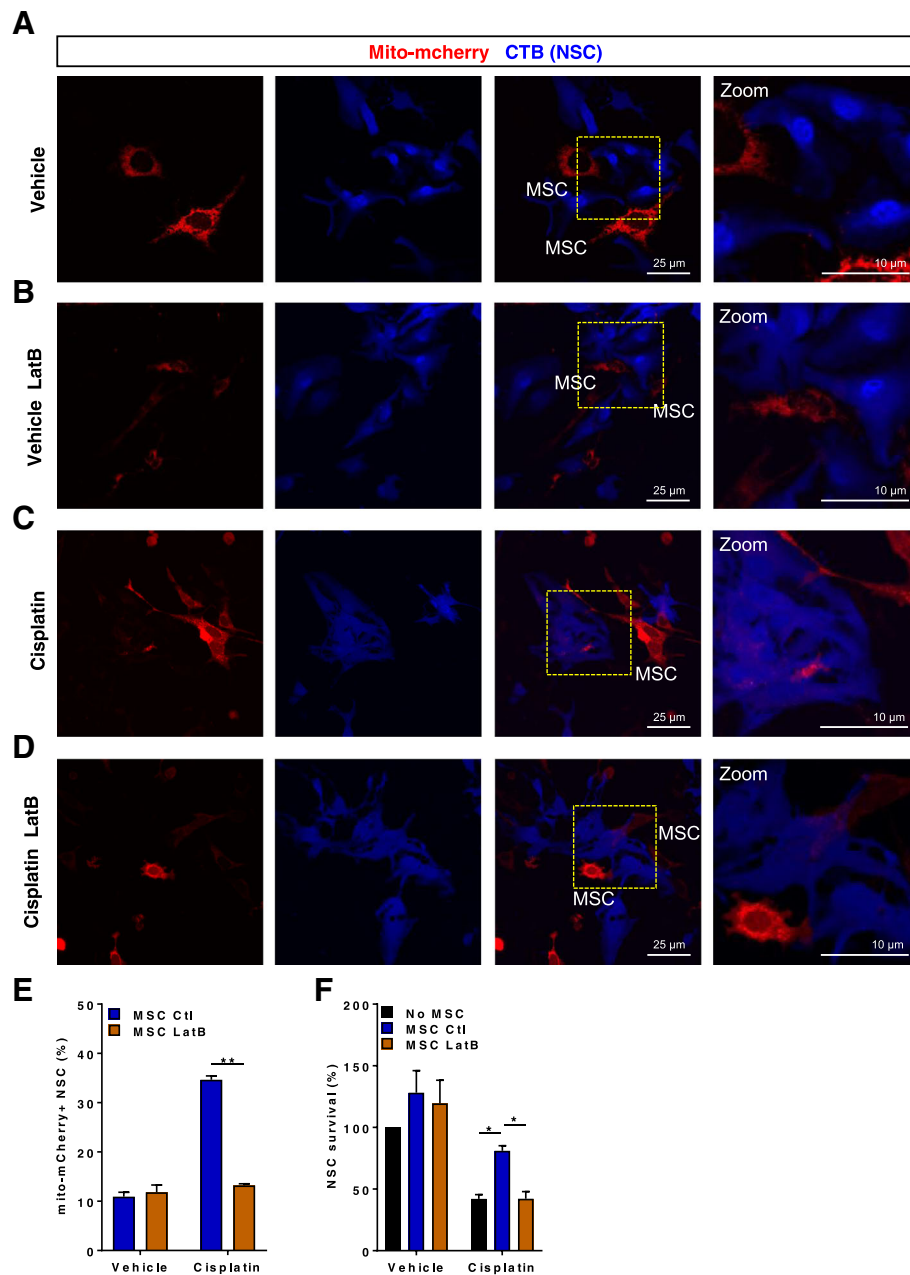 A
Mito-mcherry CTB (NSC)
Vehicle
MSC
MSC
25 µm
Zoom
10 µm
B
Vehicle LatB
MSC
MSC
25 µm
Zoom
10 µm
C
Cisplatin
MSC
25 µm
Zoom
10 µm
D
Cisplatin LatB
MSC
MSC
25 µm
Zoom
10 µm
E
mito-mCherry+ NSC (%)
50
40
30
20
10
0
MSC Ctl
MSC LatB
**
Vehicle
Cisplatin
F
NSC survival (%)
200
150
100
50
0
No MSC
MSC Ctl
MSC LatB
*
*
Vehicle
Cisplatin